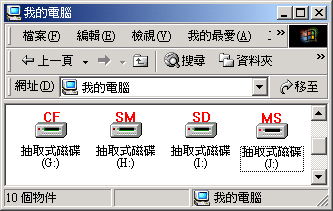 我的電腦
檔案(F) 編輯(E) 檢視(V) 我的最愛(A)
上一頁 搜尋 資料夾
網址(D) 我的電腦 移至
CF SM SD MS
抽取式磁碟 (G:) 抽取式磁碟 (H:) 抽取式磁碟 (I:) 抽取式磁碟 (J:)
10 個物件 我的電腦